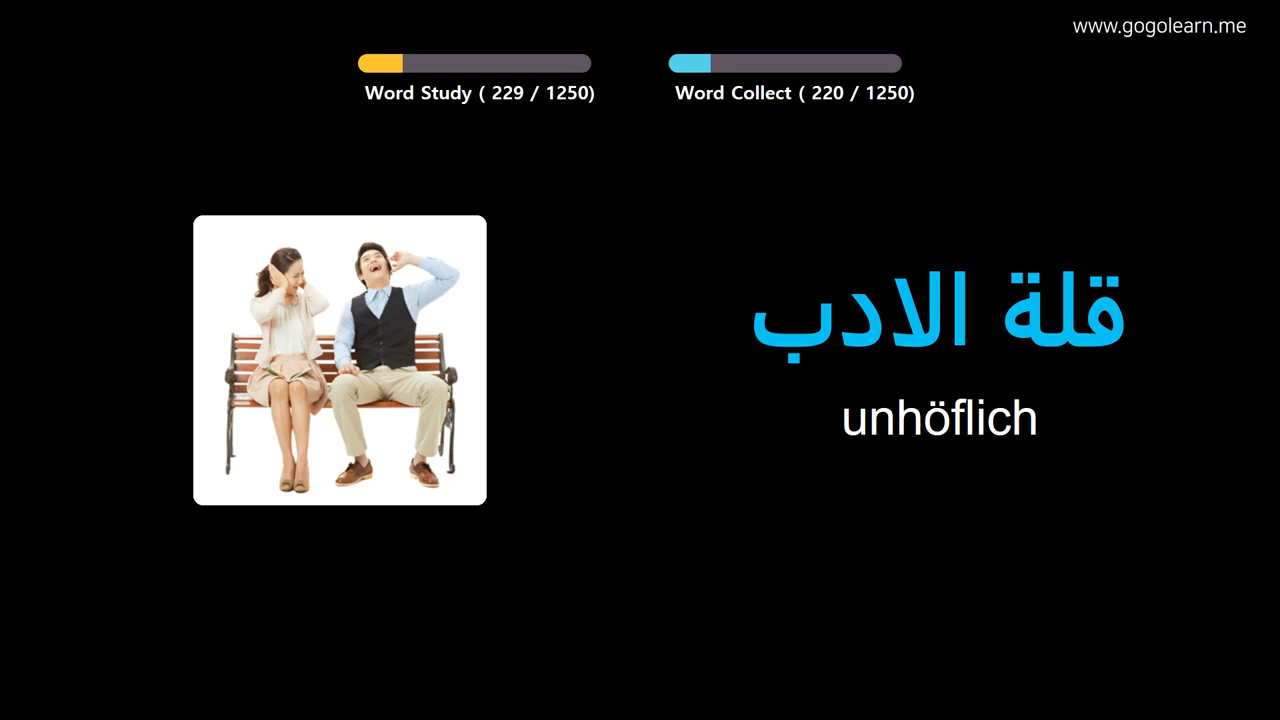 www.gogolearn.me
Word Study ( 229 / 1250)
Word Collect ( 220 / 1250)
قلة الادب
unhöflich